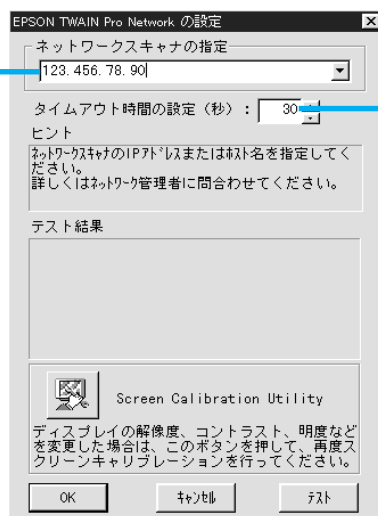 EPSON TWAIN Pro Network の設定
ネットワークスキャナの指定
123.456.78.90
タイムアウト時間の設定（秒）： 30
ヒント
ﾈｯﾄﾜｰｸｽｷｬﾅのIPｱﾄﾞﾚｽまたはﾎｽﾄ名を指定してく
ださい。
詳しくはﾈｯﾄﾜｰｸ管理者に問合わせてください。
テスト結果
Screen Calibration Utility
ディスプレイの解像度、コントラスト、明度など
を変更した場合は、このボタンを押して、再度ス
クリーンキャリブレーションを行ってください。
OK ｷｬﾝｾﾙ ﾃｽﾄ